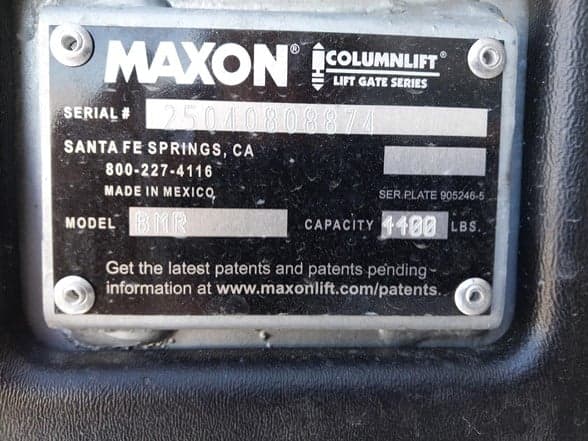 MAXON® COLUMNLIFT®
LIFT GATE SERIES
SERIAL # 25040808874
SANTA FE SPRINGS, CA
800-227-4116
MADE IN MEXICO
SER.PLATE 905246-5
MODEL BMR CAPACITY 4400 LBS.
Get the latest patents and patents pending
information at www.maxonlift.com/patents.